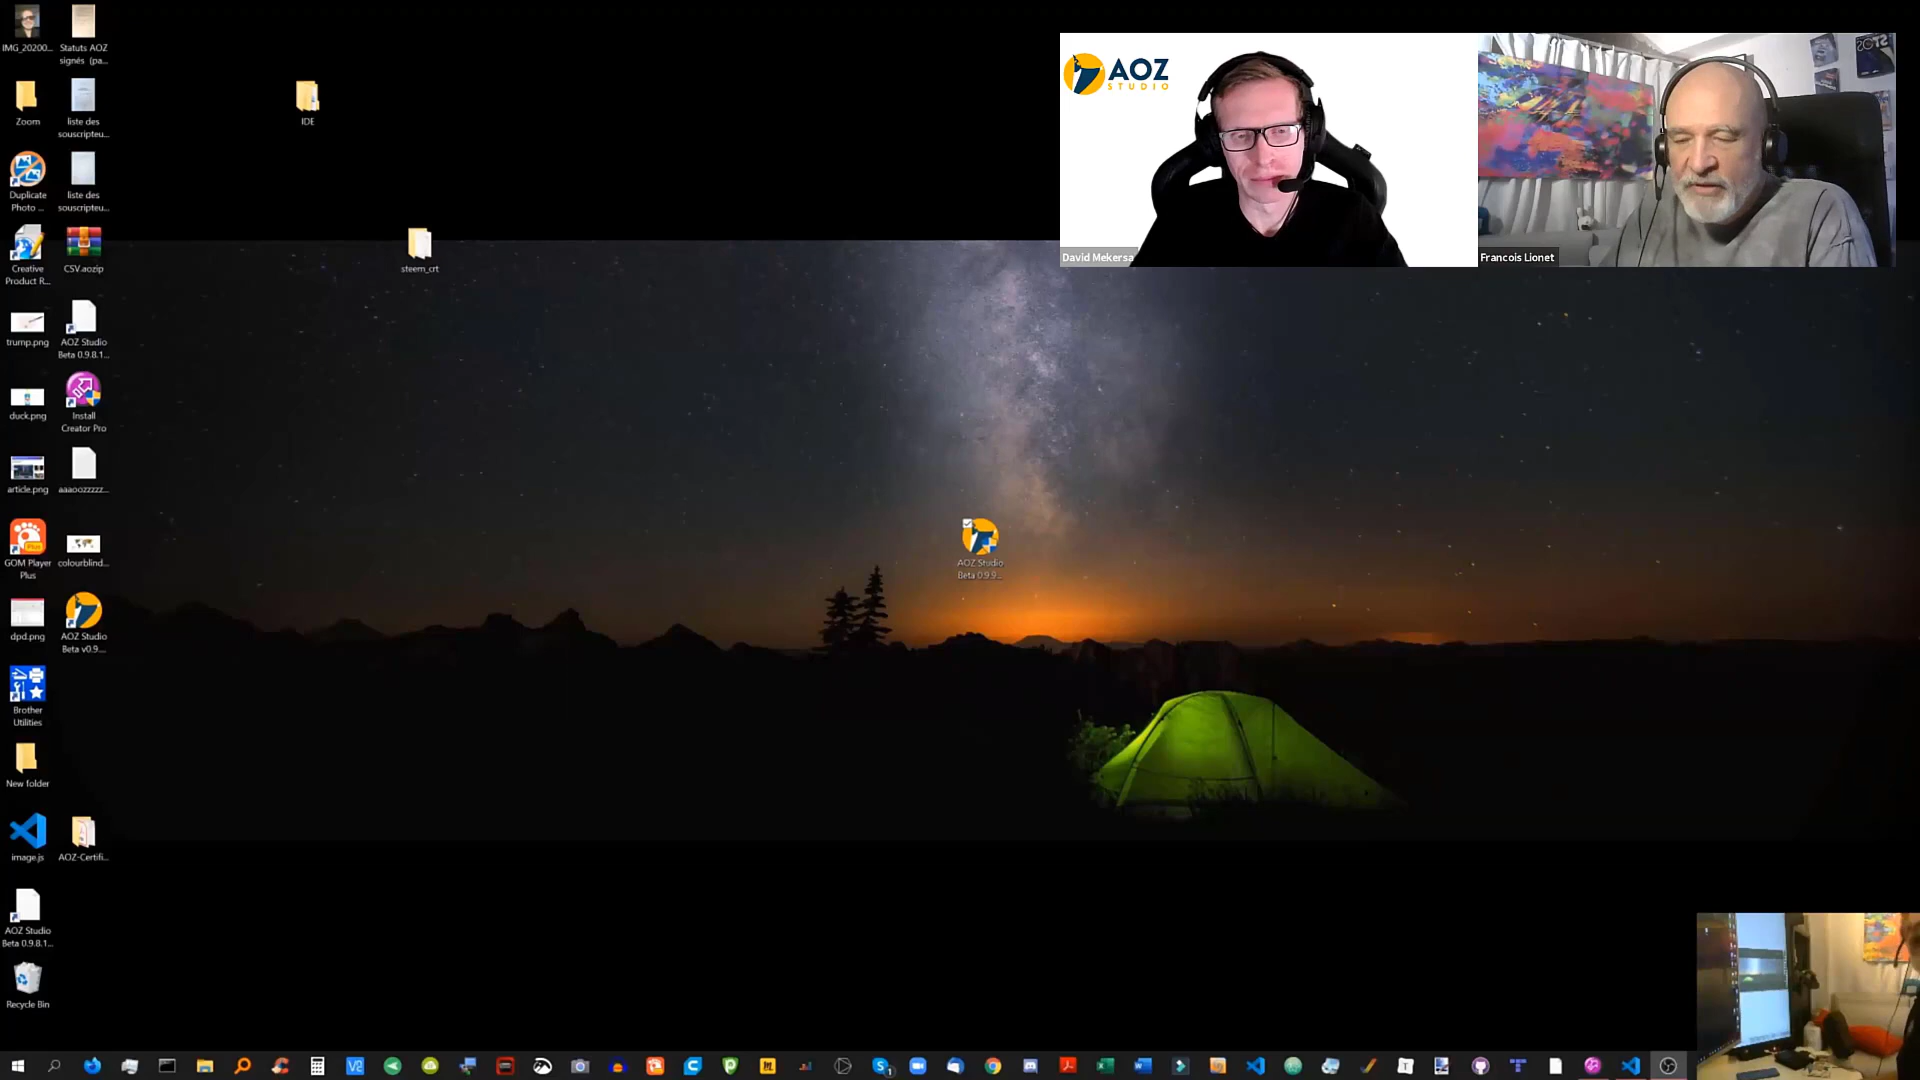 IMG_20200...
Statuts AOZ
signés (pa...
Zoom
liste des
souscripteu...
IDE
Duplicate
Photo ...
liste des
souscripteu...
Creative
Product R...
CSV.aozip
steem_crt
trump.png
AOZ Studio
Beta 0.9.8.1...
duck.png
Install
Creator Pro
article.png
aaaoozzzzz...
GOM Player
Plus
Plus
colourblind...
dpd.png
AOZ Studio
Beta v0.9....
Brother
Utilities
New folder
image.js
AOZ-Certifi...
AOZ Studio
Beta 0.9.8.1...
Recycle Bin
AOZ Studio
Beta 0.9.9...
AOZ
STUDIO
David Mekersa
Francois Lionet